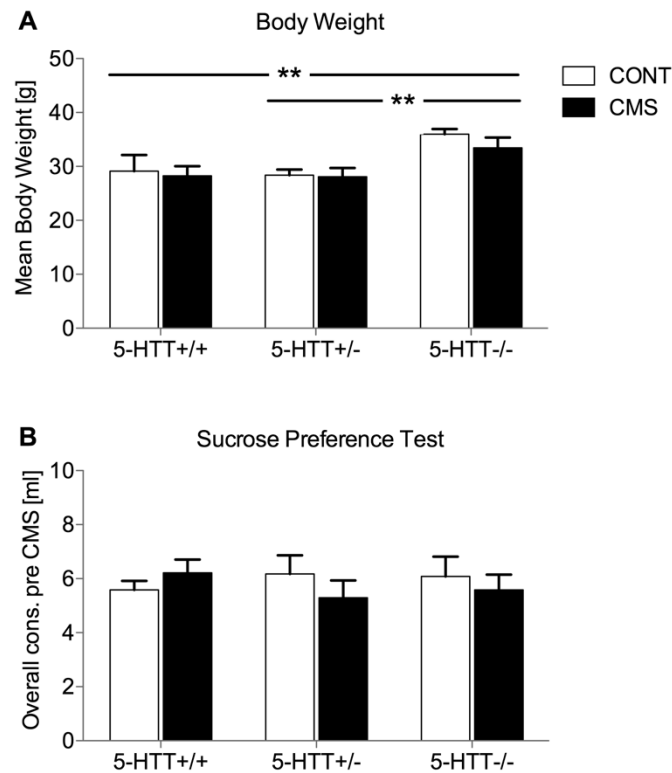 A
Body Weight
Mean Body Weight [g]
50
40
30
20
10
0
**
**
CONT
CMS
5-HTT+/+
5-HTT+/-
5-HTT-/-
B
Sucrose Preference Test
Overall cons. pre CMS [ml]
10
8
6
4
2
0
5-HTT+/+
5-HTT+/-
5-HTT-/-